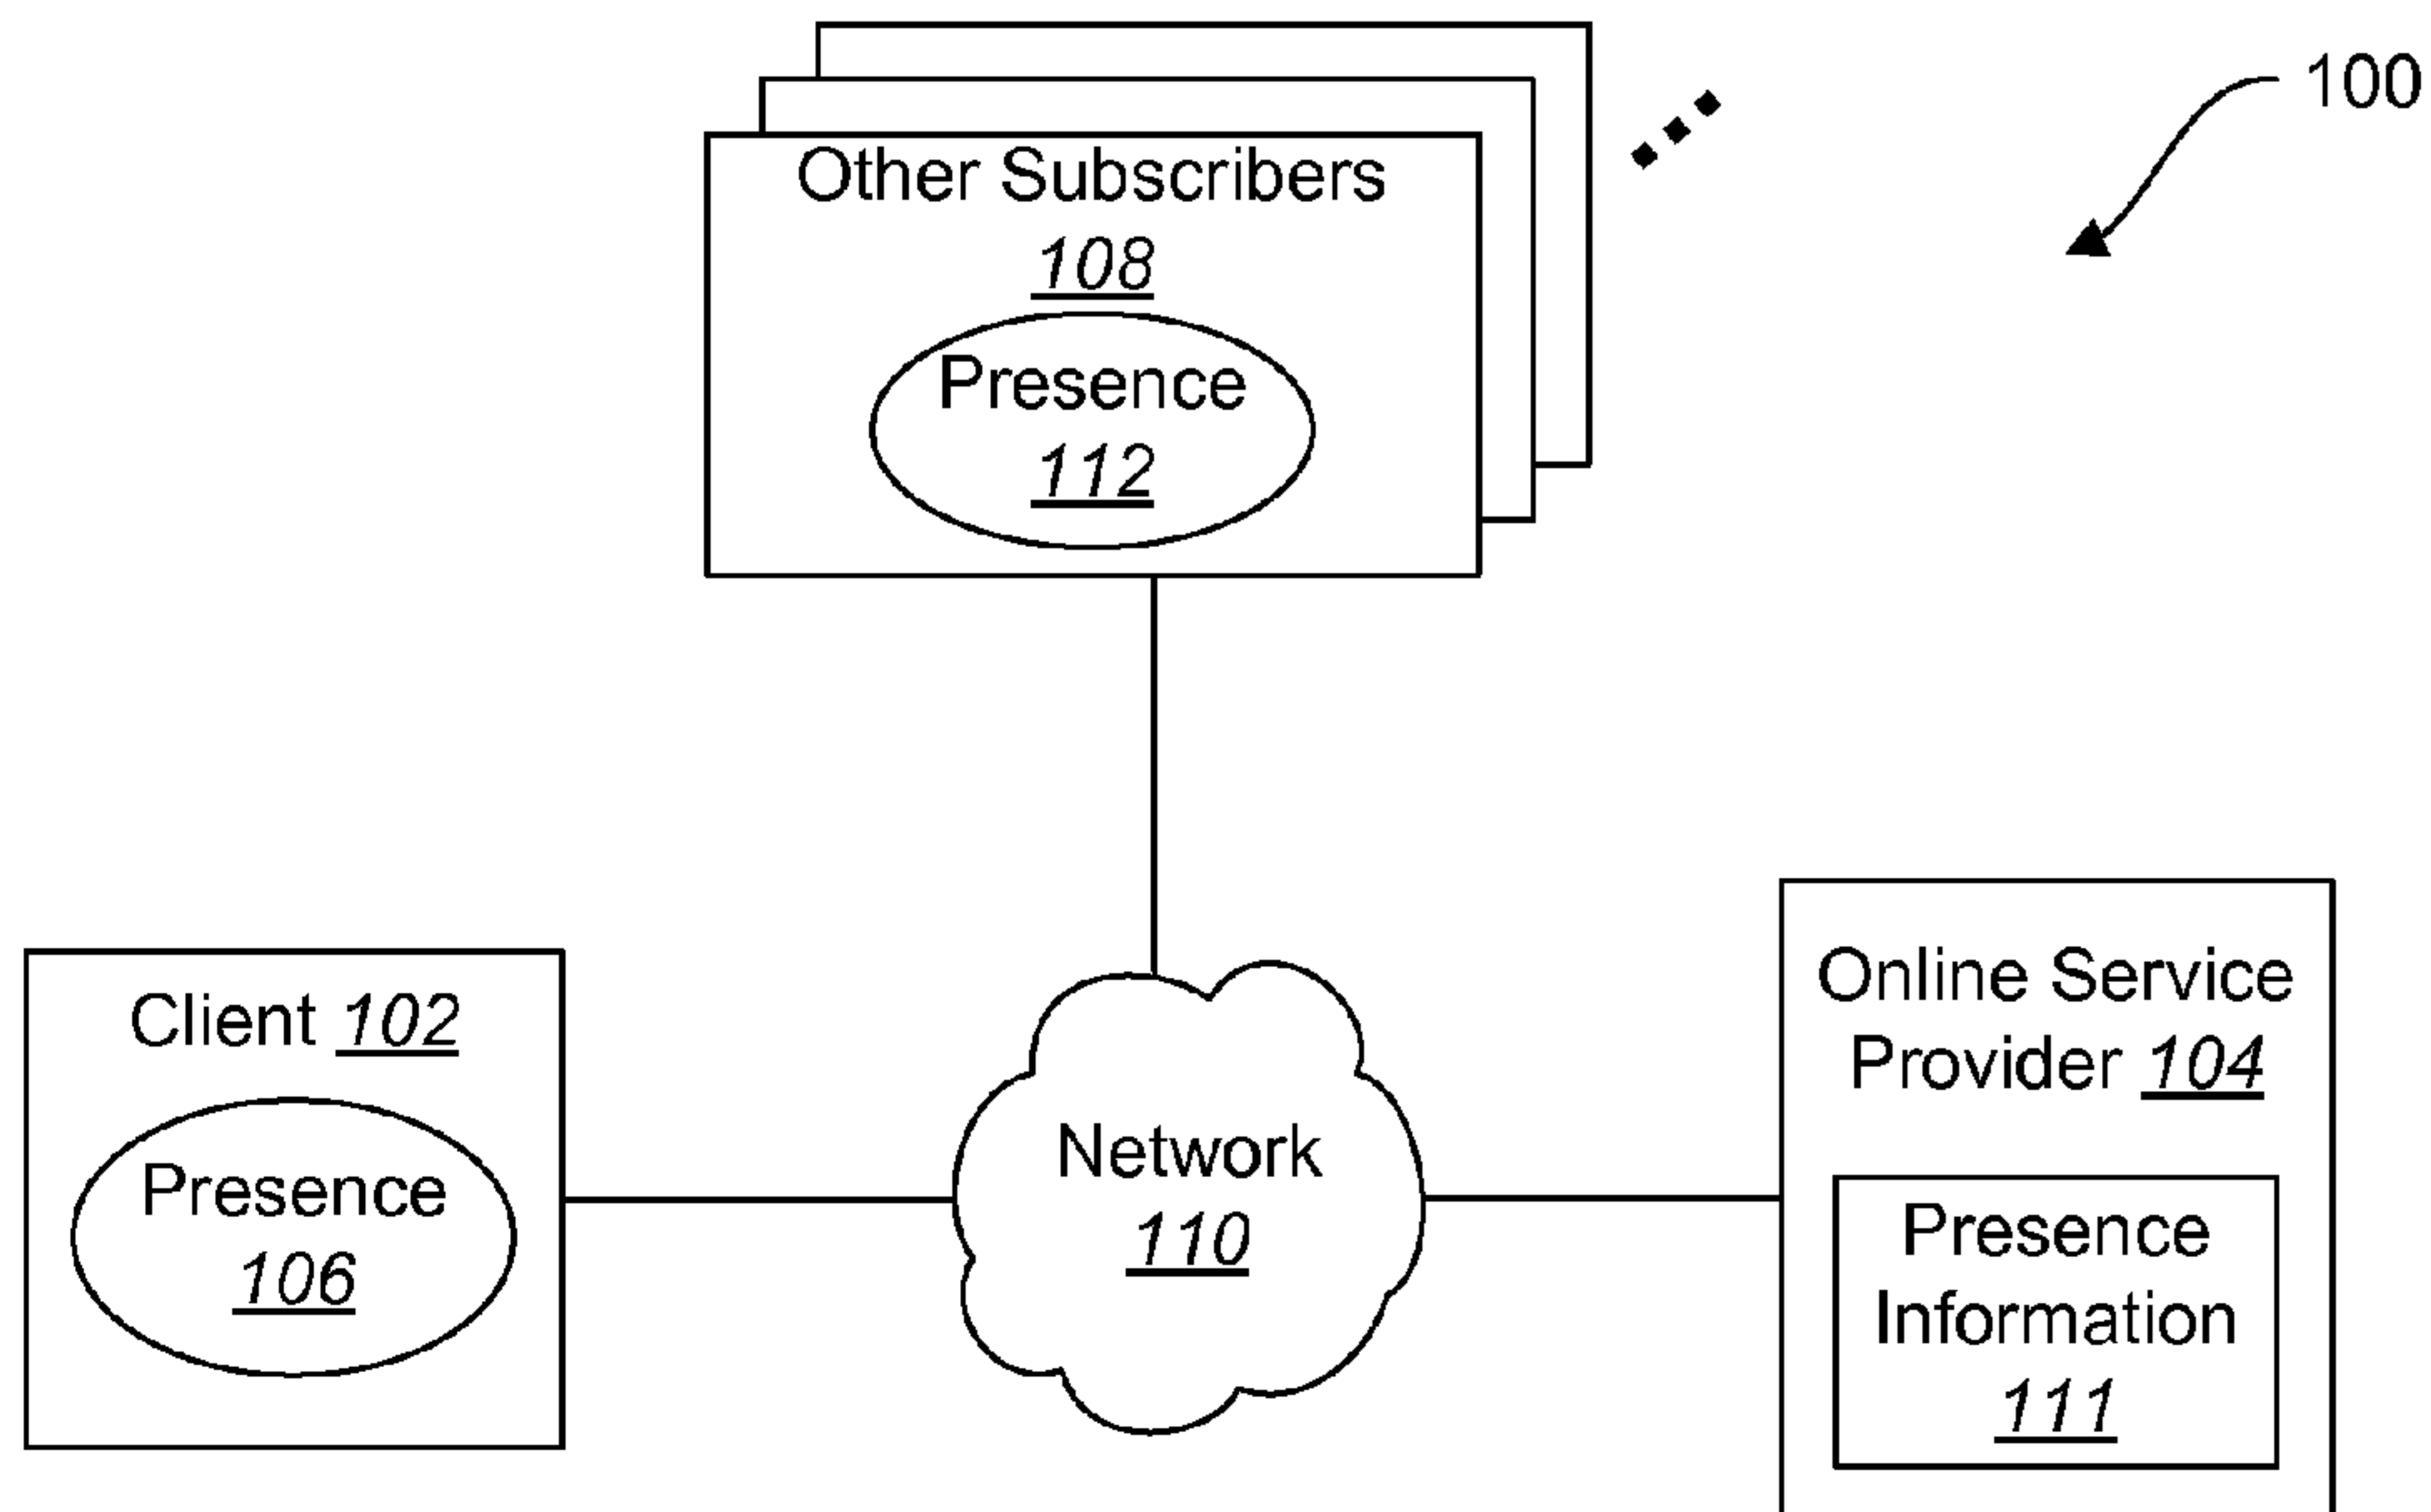 100
Other Subscribers
108
Presence
112
Client 102
Presence
106
Network
110
Online Service
Provider 104
Presence
Information
111